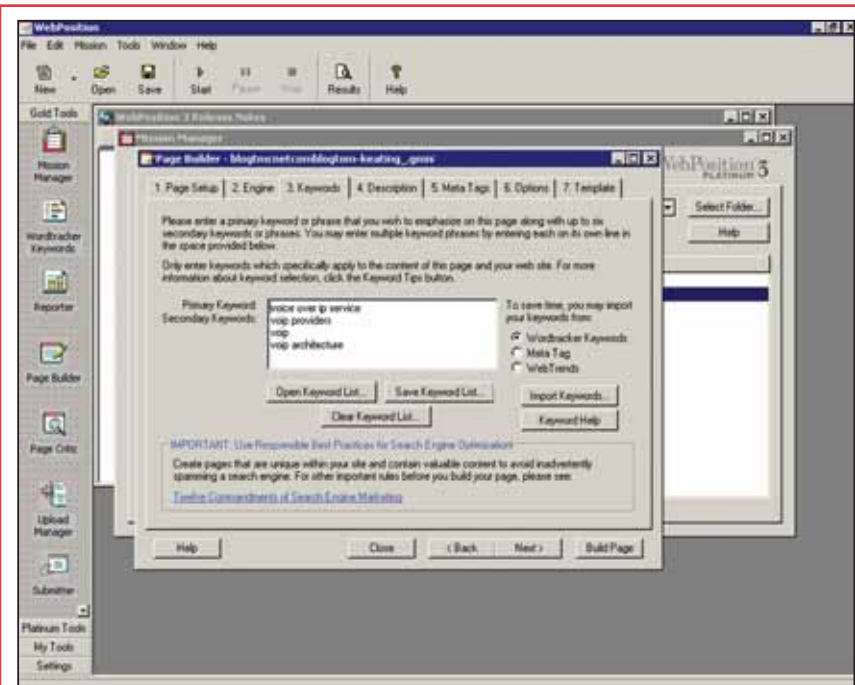 WebPosition
File Edit Mission Tools Window Help
New Open Save Start Pause Stop Results Help
Gold Tools
Mission Manager
Wordtracker Keywords
Reporter
Page Builder
Page Critic
Upload Manager
Submitter
Platinum Tools
My Tools
Settings
WebPosition 3 Release Notes
Mission Manager
WebPosition 3
PLATINUM
Select Folder...
Help
Page Builder -
1. Page Setup 2. Engine 3. Keywords 4. Description 5. Meta Tags 6. Options 7. Template
Please enter a primary keyword or phrase that you wish to emphasize on this page along with up to six
secondary keywords or phrases. You may enter multiple keyword phrases by entering each on its own line in
the space provided below.
Only enter keywords which specifically apply to the content of this page and your web site. For more
information about keyword selection, click the Keyword Tips button.
Primary Keyword:
Secondary Keywords:
voice over ip service
voip providers
voip
voip architecture
To save time, you may import
your keywords from:
Wordtracker Keywords
Meta Tag
WebTrends
Open Keyword List... Save Keyword List...
Clear Keyword List...
Import Keywords...
Keyword Help
IMPORTANT: Use Responsible Best Practices for Search Engine Optimization!
Create pages that are unique within your site and contain valuable content to avoid inadvertently
spamming a search engine. For other important rules before you build your page, please see:
Twelve Commandments of Search Engine Marketing
Help Close < Back Next > Build Page